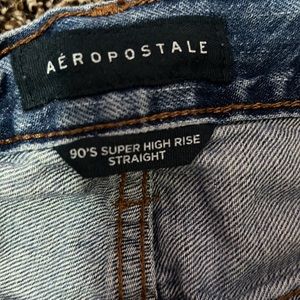 AÉROPOSTALE
90'S SUPER HIGH RISE
STRAIGHT